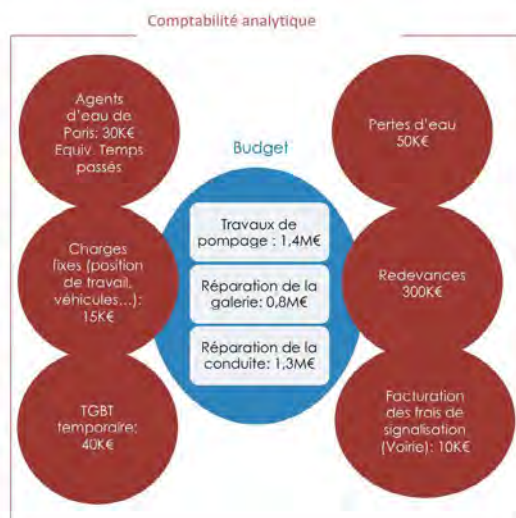 Comptabilité analytique
Agents
d'eau de
Paris: 30K€
Equiv. Temps
passés
Charges
fixes (position
de travail,
véhicules...):
15K€
TGBT
temporaire:
40K€
Budget
Travaux de
pompage : 1,4M€
Réparation de la
galerie: 0,8M€
Réparation de la
conduite: 1,3M€
Pertes d'eau
50K€
Redevances
300K€
Facturation
des frais de
signalisation
(Voirie): 10K€